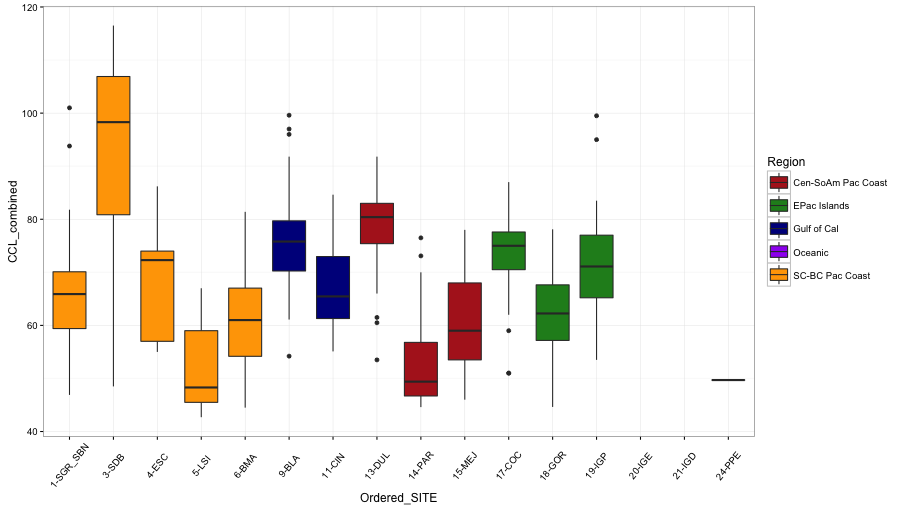 120
100
80
60
40
CCL_combined
1-SGR_SBN
3-SDB
4-ESC
5-LSI
6-BMA
9-BLA
11-CIN
13-DUL
14-PAR
15-MEJ
17-COC
18-GOR
19-IGP
20-IGE
21-IGD
24-PPE
Ordered_SITE
Region
Cen-SoAm Pac Coast
EPac Islands
Gulf of Cal
Oceanic
SC-BC Pac Coast